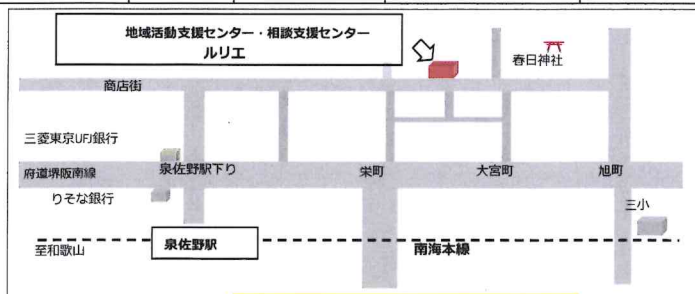 地域活動支援センター・相談支援センター
ルリエ
春日神社
商店街
三菱東京UFJ銀行
府道堺阪南線
泉佐野駅下り
栄町
大宮町
旭町
りそな銀行
三小
至和歌山
泉佐野駅
南海本線